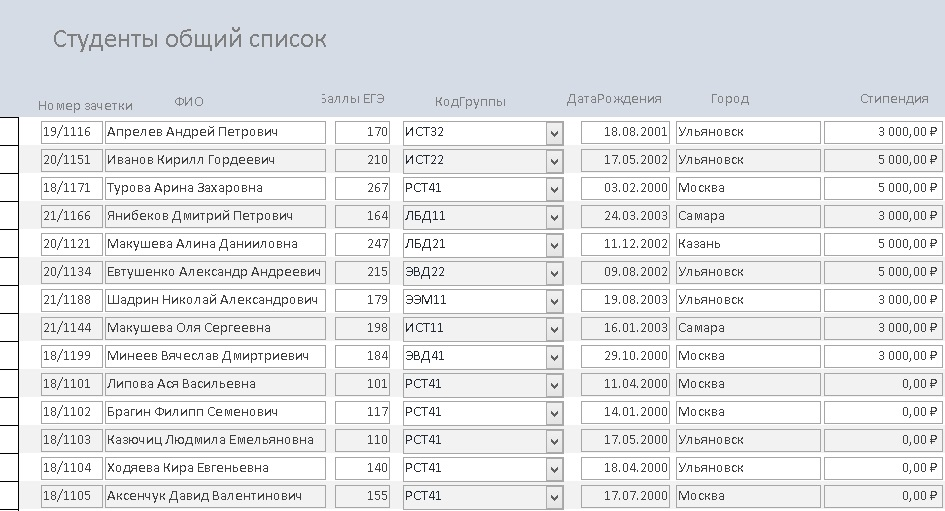 Студенты общий список
Номер зачетки ФИО Баллы ЕГЭ КодГруппы ДатаРождения Город Стипендия
19/1116 Апрелев Андрей Петрович 170 ИСТ32 18.08.2001 Ульяновск 3 000,00 ₽
20/1151 Иванов Кирилл Гордеевич 210 ИСТ22 17.05.2002 Ульяновск 5 000,00 ₽
18/1171 Турова Арина Захаровна 267 РСТ41 03.02.2000 Москва 5 000,00 ₽
21/1166 Янибеков Дмитрий Петрович 164 ЛБД11 24.03.2003 Самара 3 000,00 ₽
20/1121 Макушева Алина Данииловна 247 ЛБД21 11.12.2002 Казань 5 000,00 ₽
20/1134 Евтушенко Александр Андреевич 215 ЭВД22 09.08.2002 Ульяновск 5 000,00 ₽
21/1188 Шадрин Николай Александрович 179 ЭЭМ11 19.08.2003 Ульяновск 3 000,00 ₽
21/1144 Макушева Оля Сергеевна 198 ИСТ11 16.01.2003 Самара 3 000,00 ₽
18/1199 Минеев Вячеслав Дмиртриевич 184 ЭВД41 29.10.2000 Москва 3 000,00 ₽
18/1101 Липова Ася Васильевна 101 РСТ41 11.04.2000 Москва 0,00 ₽
18/1102 Брагин Филипп Семенович 117 РСТ41 14.01.2000 Москва 0,00 ₽
18/1103 Казючиц Людмила Емельяновна 110 РСТ41 17.05.2000 Ульяновск 0,00 ₽
18/1104 Ходяева Кира Евгеньевна 140 РСТ41 18.04.2000 Ульяновск 0,00 ₽
18/1105 Аксенчук Давид Валентинович 155 РСТ41 17.07.2000 Москва 0,00 ₽